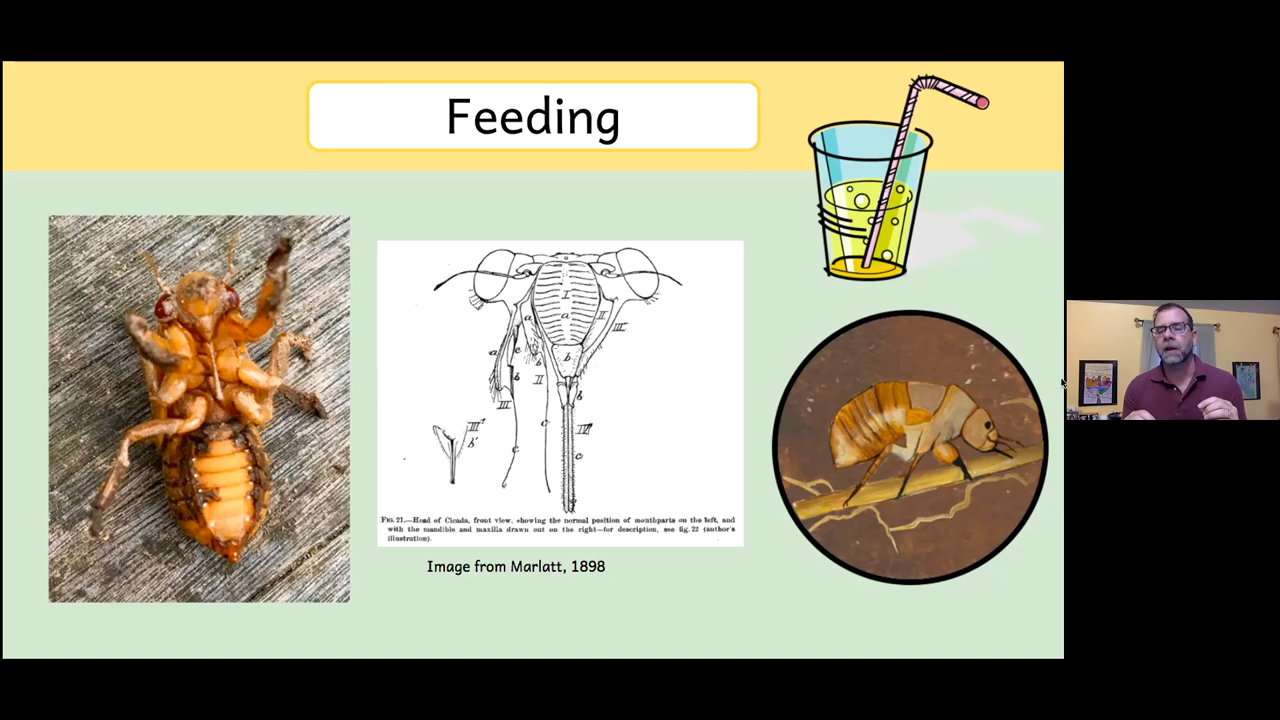 Feeding
FIG. 21.—Head of Cicada, front view, showing the normal position of mouthparts on the left, and
with the mandible and maxilla drawn out on the right—for description, see fig. 22 (author's
illustration).
Image from Marlatt, 1898